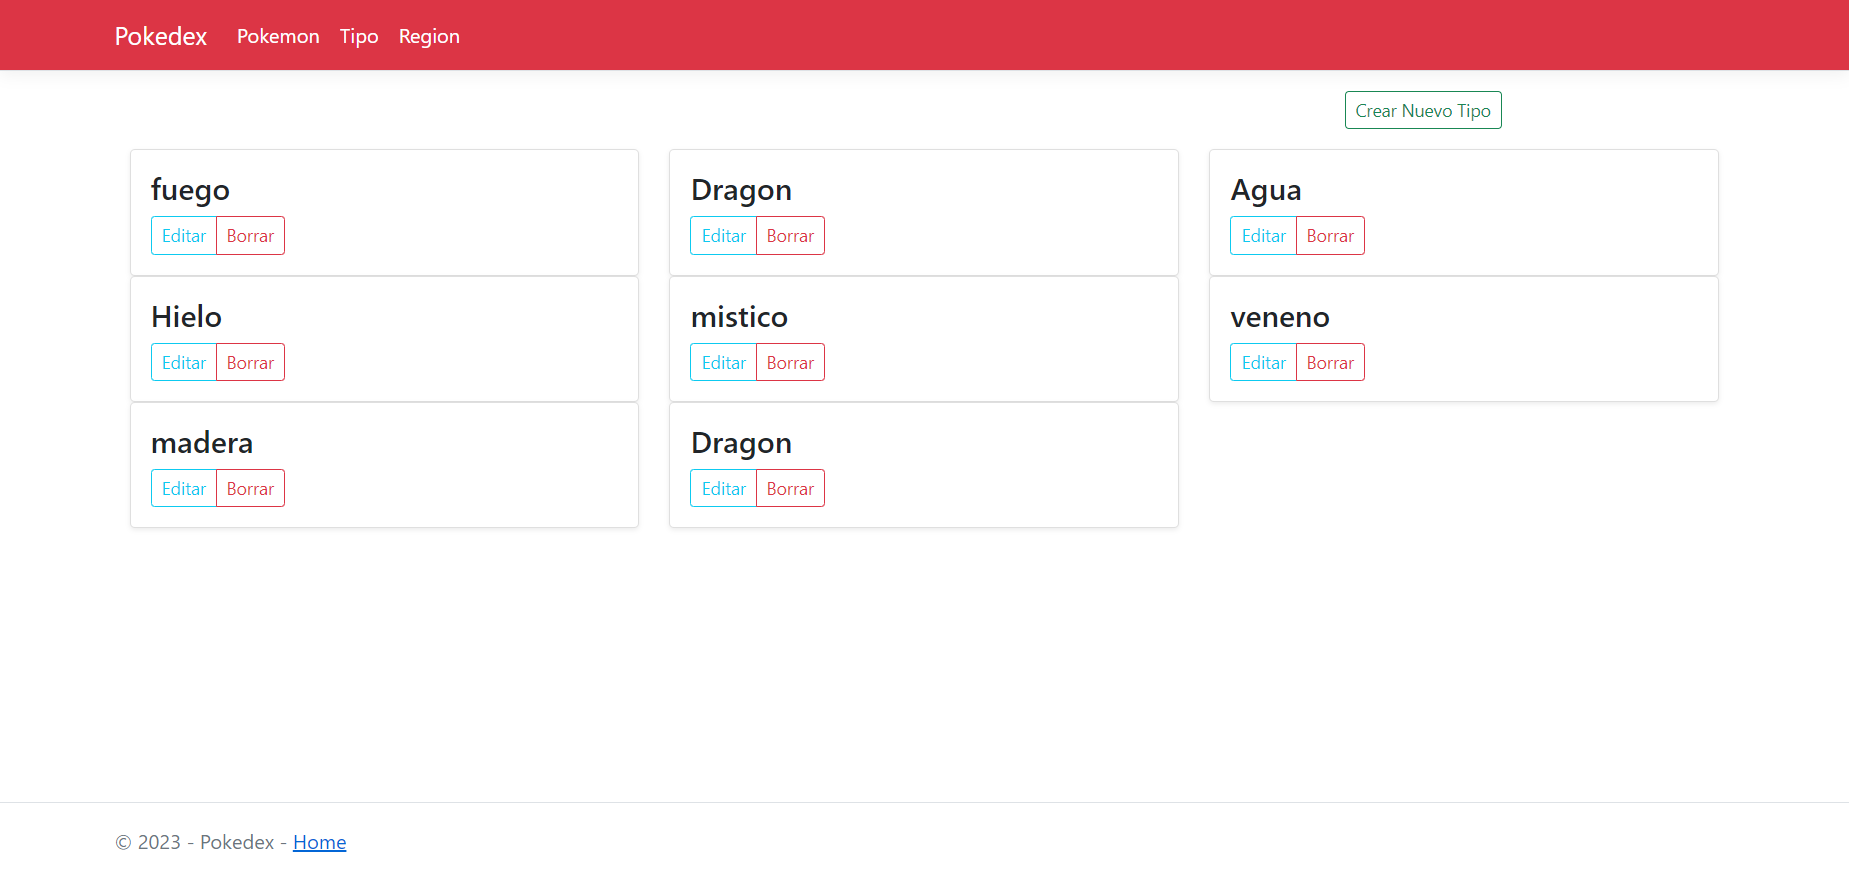 Pokedex Pokemon Tipo Region
Crear Nuevo Tipo
fuego
Editar Borrar
Dragon
Editar Borrar
Agua
Editar Borrar
Hielo
Editar Borrar
mistico
Editar Borrar
veneno
Editar Borrar
madera
Editar Borrar
Dragon
Editar Borrar
© 2023 - Pokedex - Home